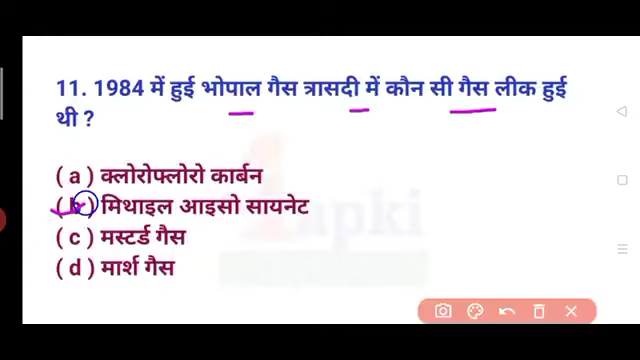 11. 1984 में हुई भोपाल गैस त्रासदी में कौन सी गैस लीक हुई
थी ?
( a ) क्लोरोफ्लोरो कार्बन
( b ) मिथाइल आइसो सायनेट
( c ) मस्टर्ड गैस
( d ) मार्श गैस